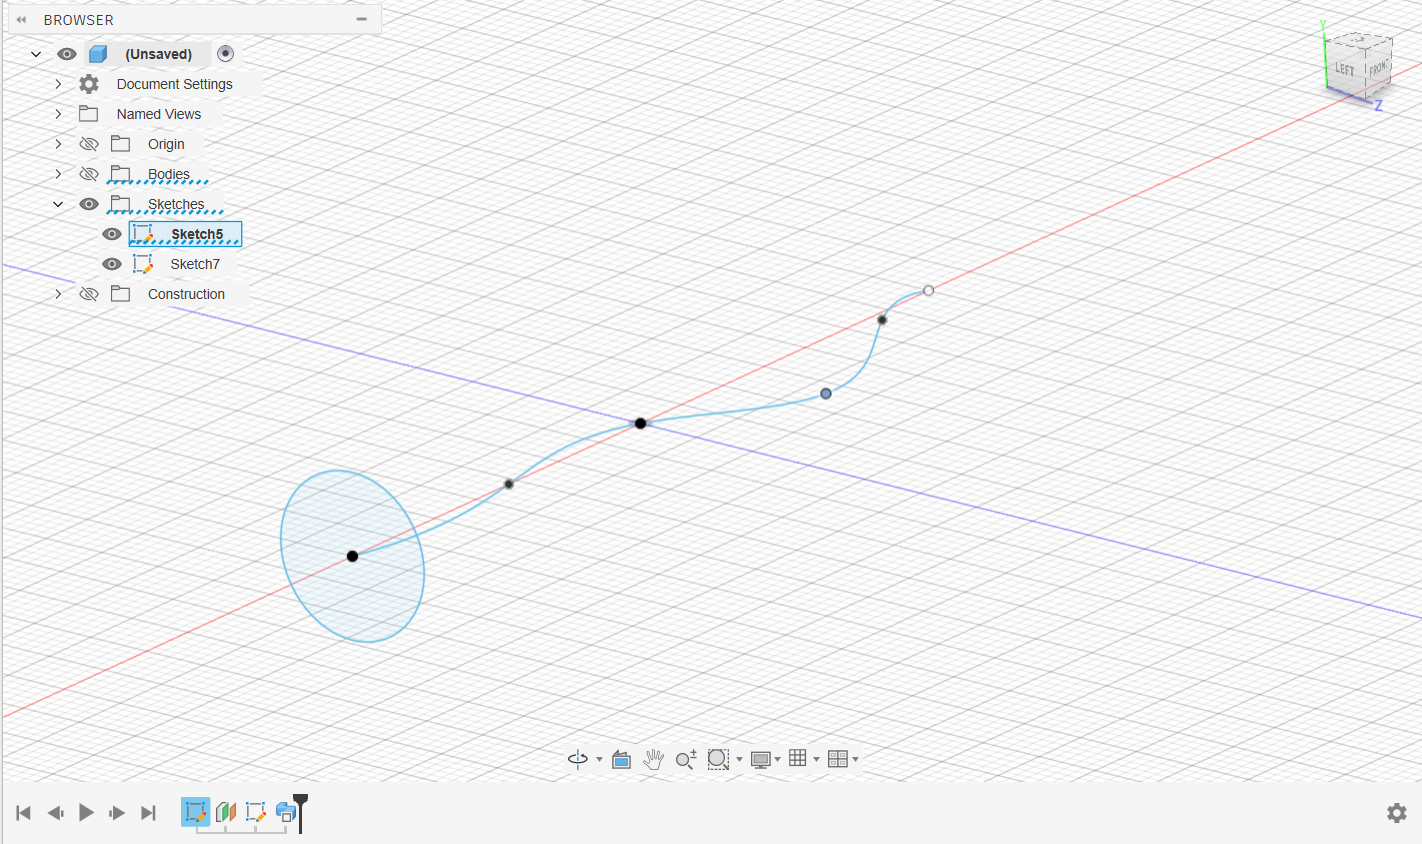 BROWSER
(Unsaved)
Document Settings
Named Views
Origin
Bodies
Sketches
Sketch5
Sketch7
Construction
Y
LEFT
FRONT
Z